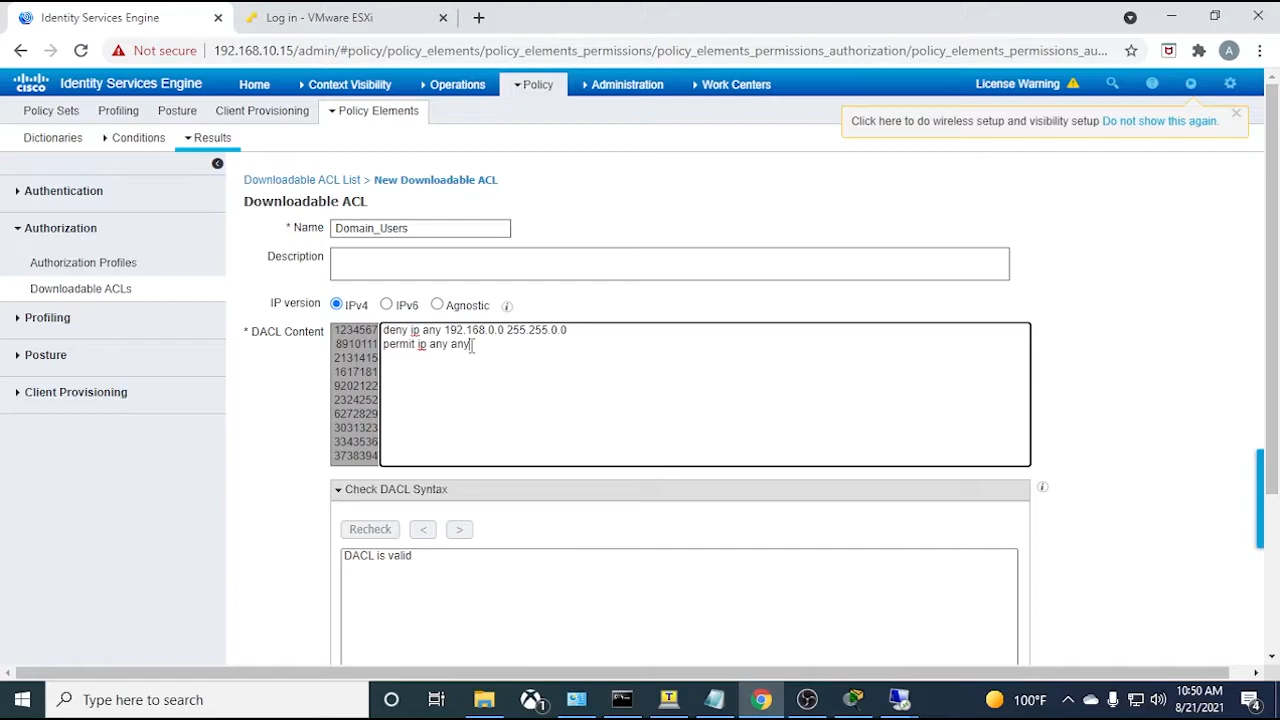 Identity Services Engine
Log in - VMware ESXi
Not secure 192.168.10.15/admin/#policy/policy_elements/policy_elements_permissions/policy_elements_permissions_authorization/policy_elements_permissions_au...
A
cisco Identity Services Engine Home Context Visibility Operations Policy Administration Work Centers License Warning
Policy Sets Profiling Posture Client Provisioning Policy Elements
Click here to do wireless setup and visibility setup Do not show this again.
Dictionaries Conditions Results
Authentication
Authorization
Authorization Profiles
Downloadable ACLs
Profiling
Posture
Client Provisioning
Downloadable ACL List > New Downloadable ACL
Downloadable ACL
* Name Domain_Users
Description
IP version IPv4 IPv6 Agnostic
* DACL Content
1234567 deny ip any 192.168.0.0 255.255.0.0
8910111 permit ip any any
2131415
1617181
9202122
2324252
6272829
3031323
3343536
3738394
Check DACL Syntax
Recheck < >
DACL is valid
Type here to search
1
100°F
10:50 AM
8/21/2021
4